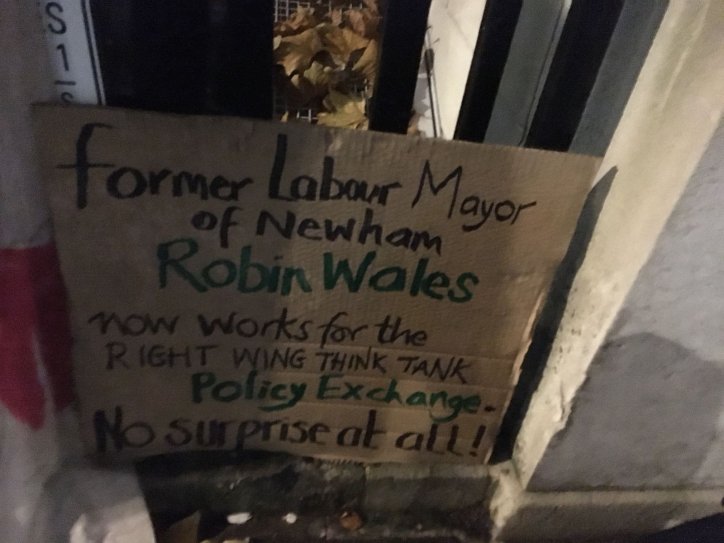 S
1
former Labour Mayor
of Newham
Robin Wales
now works for the
RIGHT WING THINK TANK
Policy Exchange.
No surprise at all!